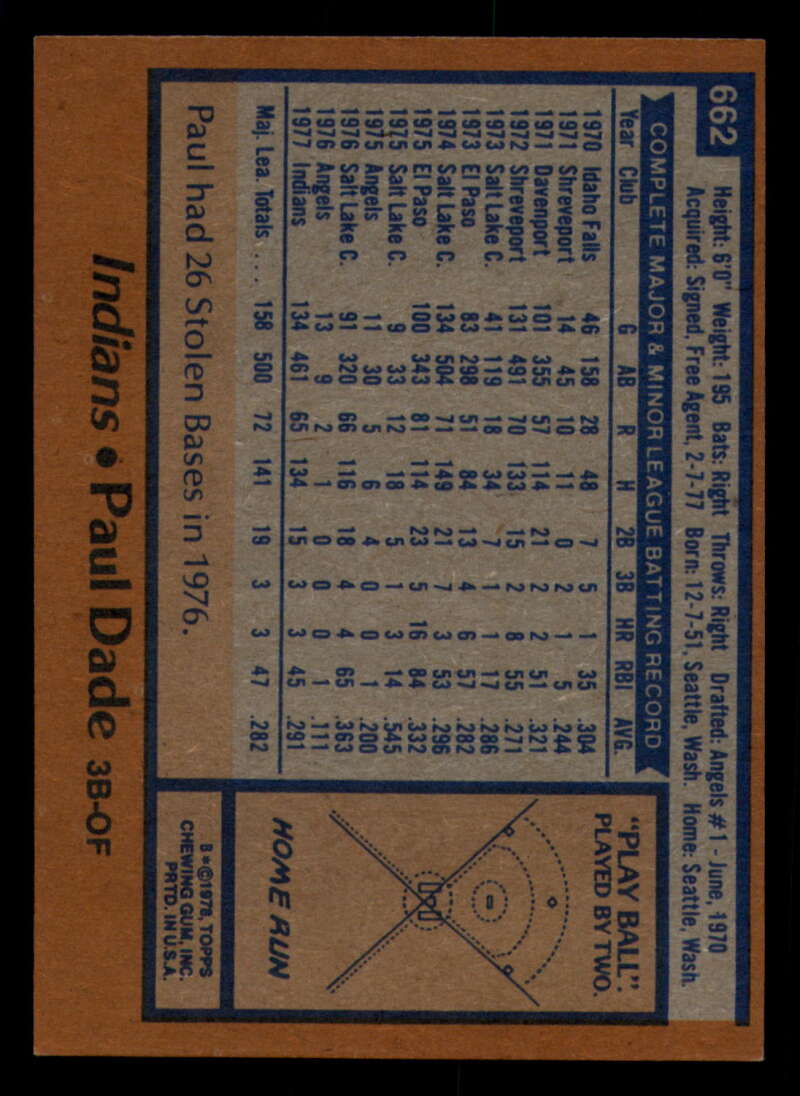 662
Height: 6'0" Weight: 195 Bats: Right Throws: Right Drafted: Angels #1 - June, 1970
Acquired: Signed, Free Agent, 2-7-77 Born: 12-7-51, Seattle, Wash. Home: Seattle, Wash.
COMPLETE MAJOR & MINOR LEAGUE BATTING RECORD
Year Club G AB R H 2B 3B HR RBI AVG.
1970 Idaho Falls 46 158 28 48 7 5 1 35 .304
1971 Shreveport 14 45 10 11 0 2 1 5 .244
1971 Davenport 101 355 57 114 21 2 2 51 .321
1972 Shreveport 131 491 70 133 15 2 8 55 .271
1973 Salt Lake C. 41 119 18 34 7 1 1 17 .286
1973 El Paso 83 298 51 84 13 4 6 57 .282
1974 Salt Lake C. 134 504 71 149 21 7 3 53 .296
1975 El Paso 100 343 81 114 23 5 16 84 .332
1975 Salt Lake C. 9 33 12 18 5 1 3 14 .545
1975 Angels 11 30 5 6 4 0 0 1 .200
1976 Salt Lake C. 91 320 66 116 18 4 4 65 .363
1976 Angels 13 9 2 1 0 0 0 1 .111
1977 Indians 134 461 65 134 15 3 3 45 .291
Maj. Lea. Totals .... 158 500 72 141 19 3 3 47 .282
Paul had 26 Stolen Bases in 1976.
"PLAY BALL":
PLAYED BY TWO.
HOME RUN
B*©1978, TOPPS
CHEWING GUM, INC.
PRTD. IN U.S.A.
Indians • Paul Dade 3B-OF